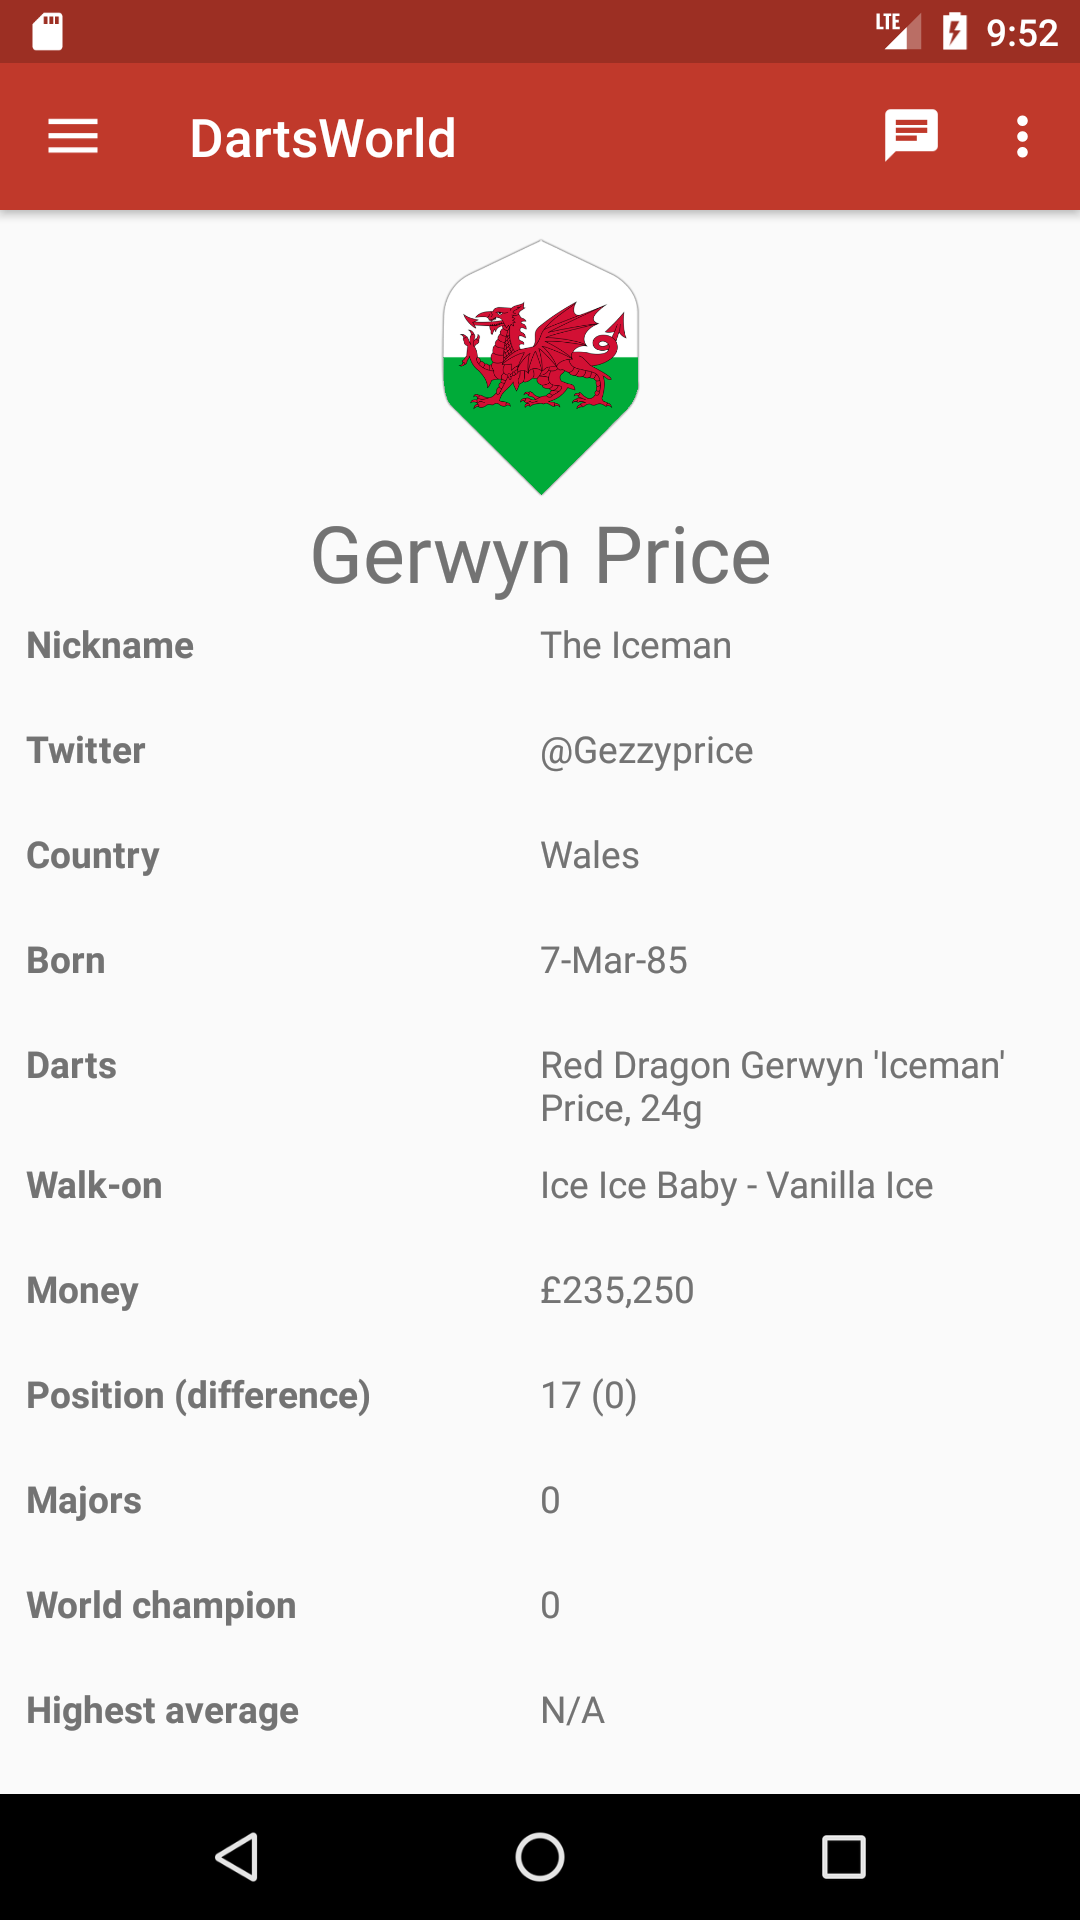 LTE 9:52
DartsWorld
Gerwyn Price
Nickname The Iceman
Twitter @Gezzyprice
Country Wales
Born 7-Mar-85
Darts Red Dragon Gerwyn 'Iceman'
Price, 24g
Walk-on Ice Ice Baby - Vanilla Ice
Money £235,250
Position (difference) 17 (0)
Majors 0
World champion 0
Highest average N/A